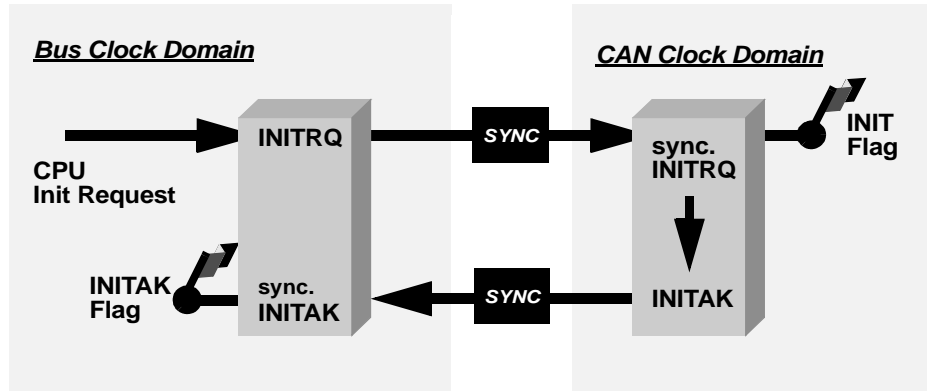 Bus Clock Domain
CAN Clock Domain
CPU
Init Request
INITRQ
SYNC
sync.
INITRQ
INIT
Flag
INITAK
Flag
sync.
INITAK
SYNC
INITAK